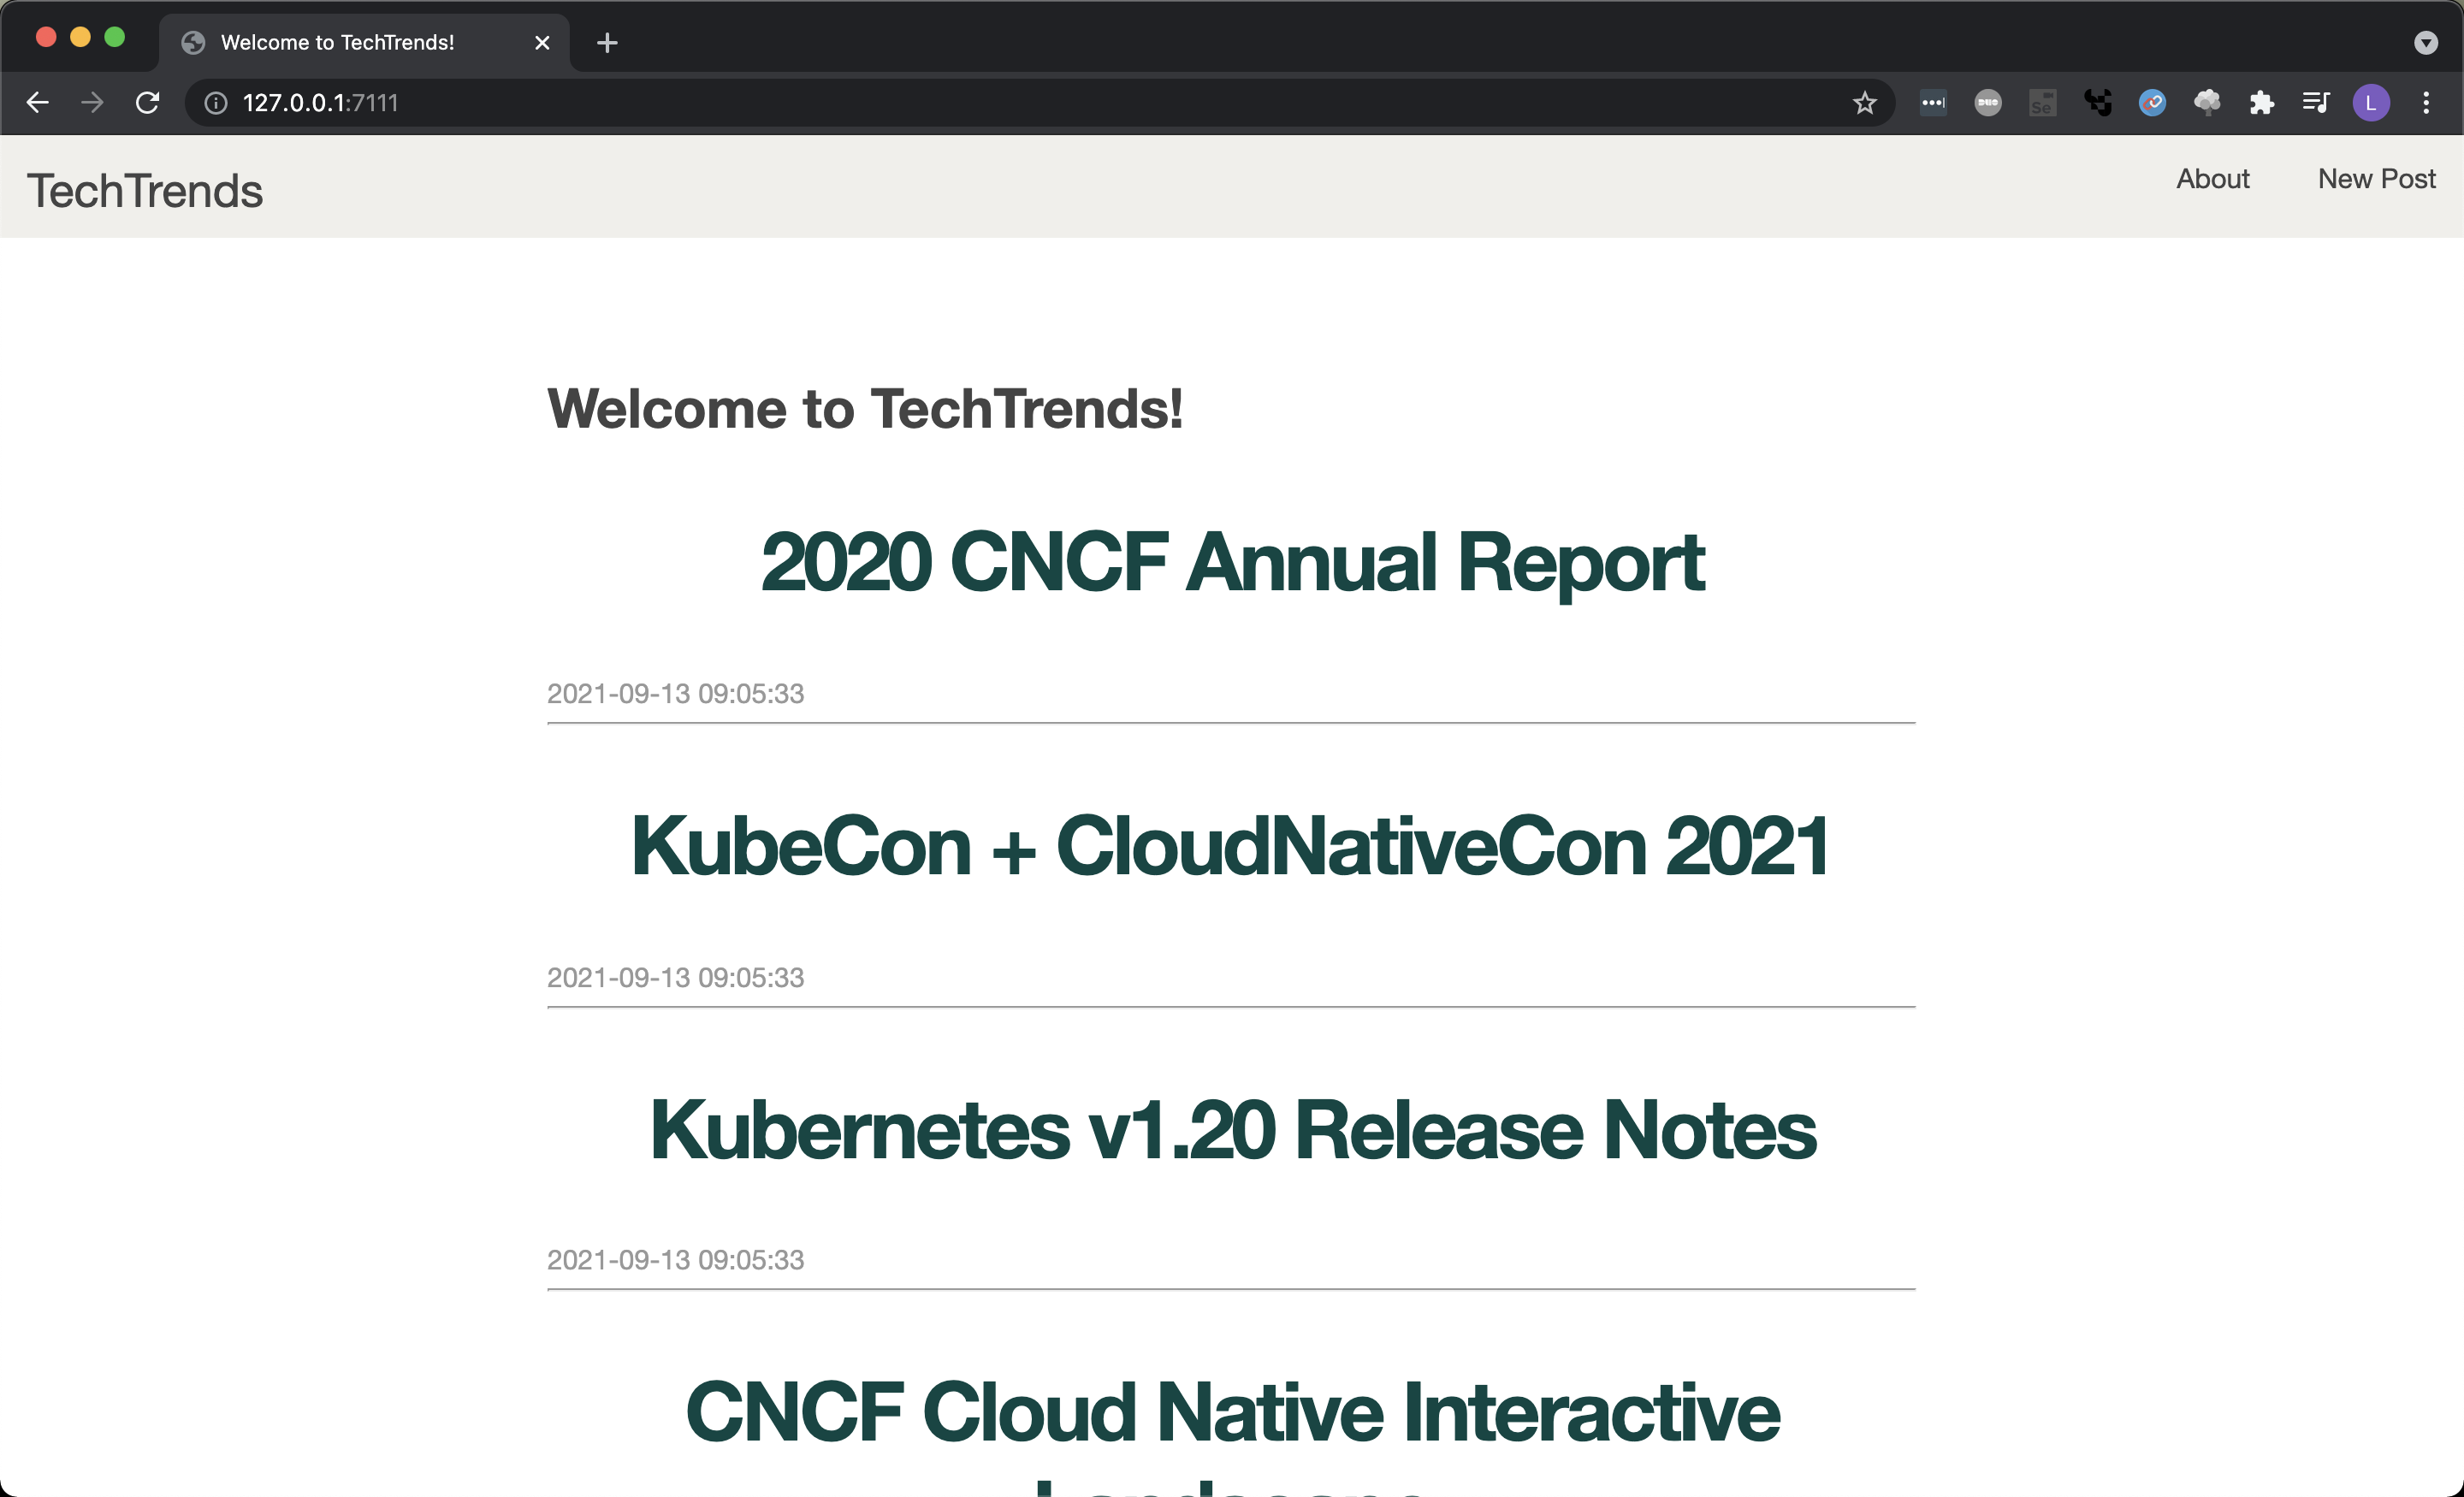 Welcome to TechTrends!
127.0.0.1:7111
Se
L
TechTrends
About
New Post
Welcome to TechTrends!
2020 CNCF Annual Report
2021-09-13 09:05:33
KubeCon + CloudNativeCon 2021
2021-09-13 09:05:33
Kubernetes v1.20 Release Notes
2021-09-13 09:05:33
CNCF Cloud Native Interactive
Landscape